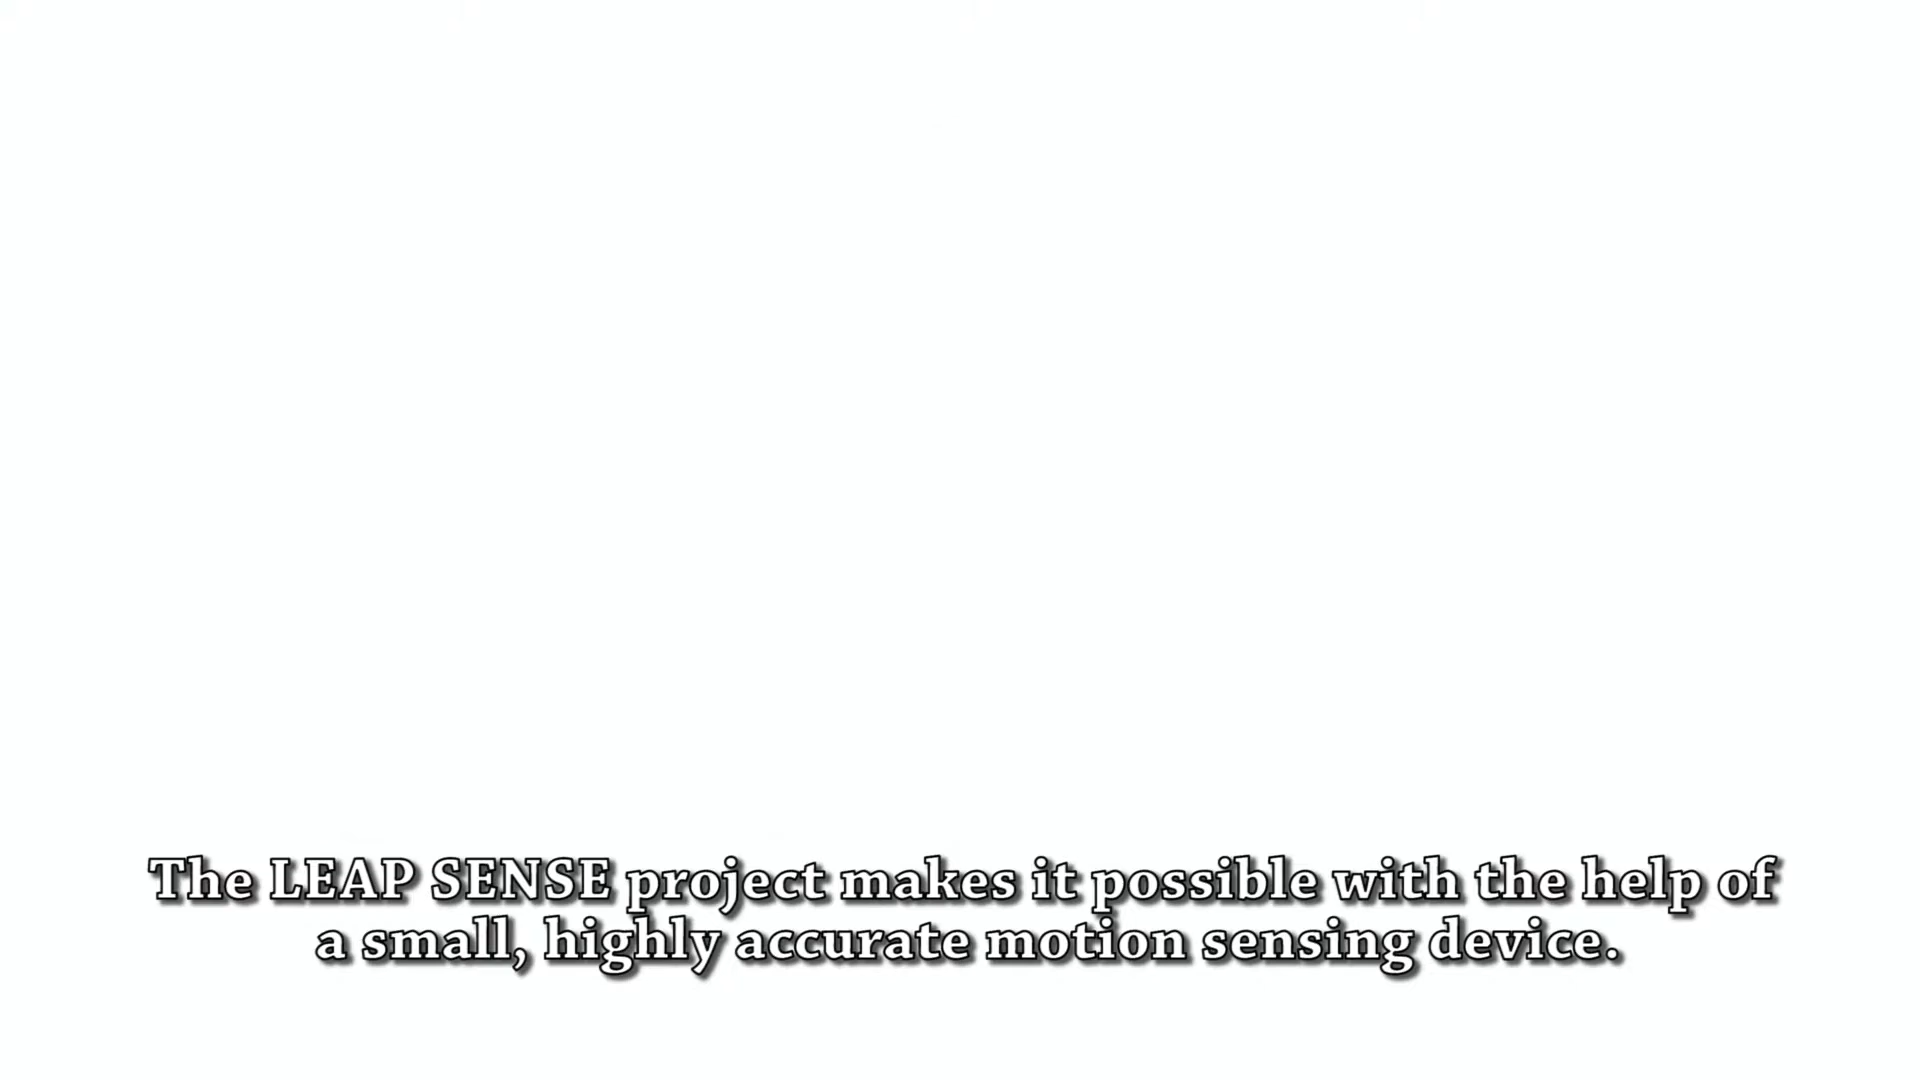 The LEAP SENSE project makes it possible with the help of
a small, highly accurate motion sensing device.